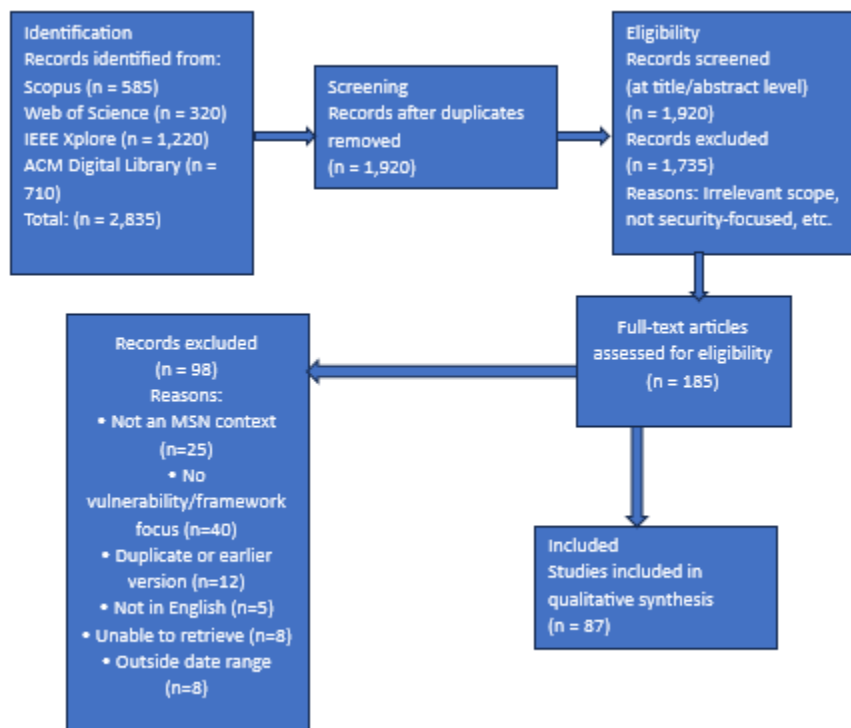 Identification
Records identified from:
Scopus (n = 585)
Web of Science (n = 320)
IEEE Xplore (n = 1,220)
ACM Digital Library (n =
710)
Total: (n = 2,835)
Screening
Records after duplicates
removed
(n = 1,920)
Eligibility
Records screened
(at title/abstract level)
(n = 1,920)
Records excluded
(n = 1,735)
Reasons: Irrelevant scope,
not security-focused, etc.
Full-text articles
assessed for eligibility
(n = 185)
Records excluded
(n = 98)
Reasons:
• Not an MSN context
(n=25)
• No
vulnerability/framework
focus (n=40)
• Duplicate or earlier
version (n=12)
• Not in English (n=5)
• Unable to retrieve (n=8)
• Outside date range
(n=8)
Included
Studies included in
qualitative synthesis
(n = 87)